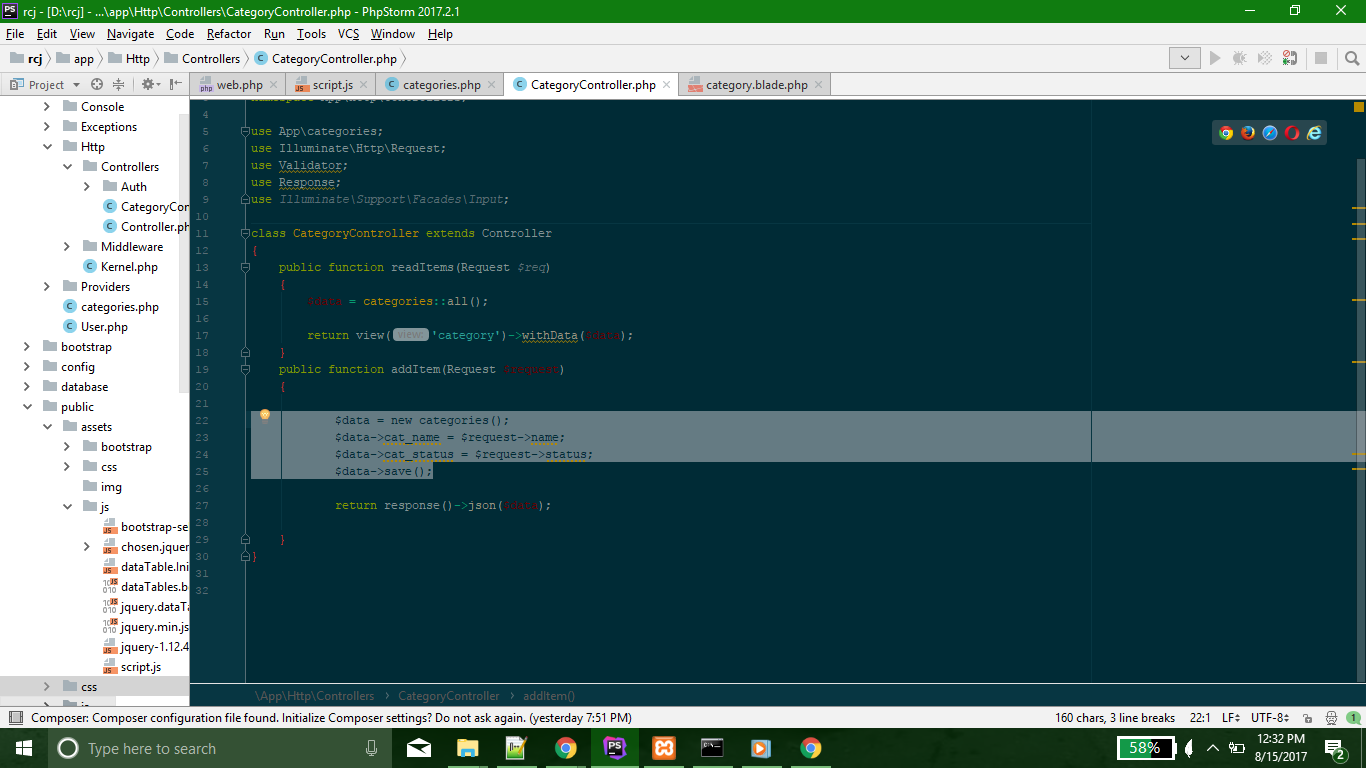 rcj - [D:\rcj] - ...\app\Http\Controllers\CategoryController.php - PhpStorm 2017.2.1
File Edit View Navigate Code Refactor Run Tools VCS Window Help
rcj app Http Controllers CategoryController.php
Project web.php script.js categories.php CategoryController.php category.blade.php
Console
Exceptions
Http
Controllers
Auth
CategoryCon
Controller.ph
Middleware
Kernel.php
Providers
categories.php
User.php
bootstrap
config
database
public
assets
bootstrap
css
img
js
bootstrap-se
chosen.jquer
dataTable.Ini
dataTables.b
jquery.dataTa
jquery.min.js
jquery-1.12.4
script.js
css
4
5 use App\categories;
6 use Illuminate\Http\Request;
7 use Validator;
8 use Response;
9 use Illuminate\Support\Facades\Input;
10
11 class CategoryController extends Controller
12 {
13 public function readItems(Request $req)
14 {
15 $data = categories::all();
16
17 return view( view: 'category')->withData($data);
18 }
19 public function addItem(Request $request)
20 {
21
22 $data = new categories();
23 $data->cat_name = $request->name;
24 $data->cat_status = $request->status;
25 $data->save();
26
27 return response()->json($data);
28
29 }
30 }
31
32
\App\Http\Controllers › CategoryController › addItem()
Composer: Composer configuration file found. Initialize Composer settings? Do not ask again. (yesterday 7:51 PM) 160 chars, 3 line breaks 22:1 LF÷ UTF-8÷ 1
Type here to search 58% 12:32 PM
8/15/2017 2